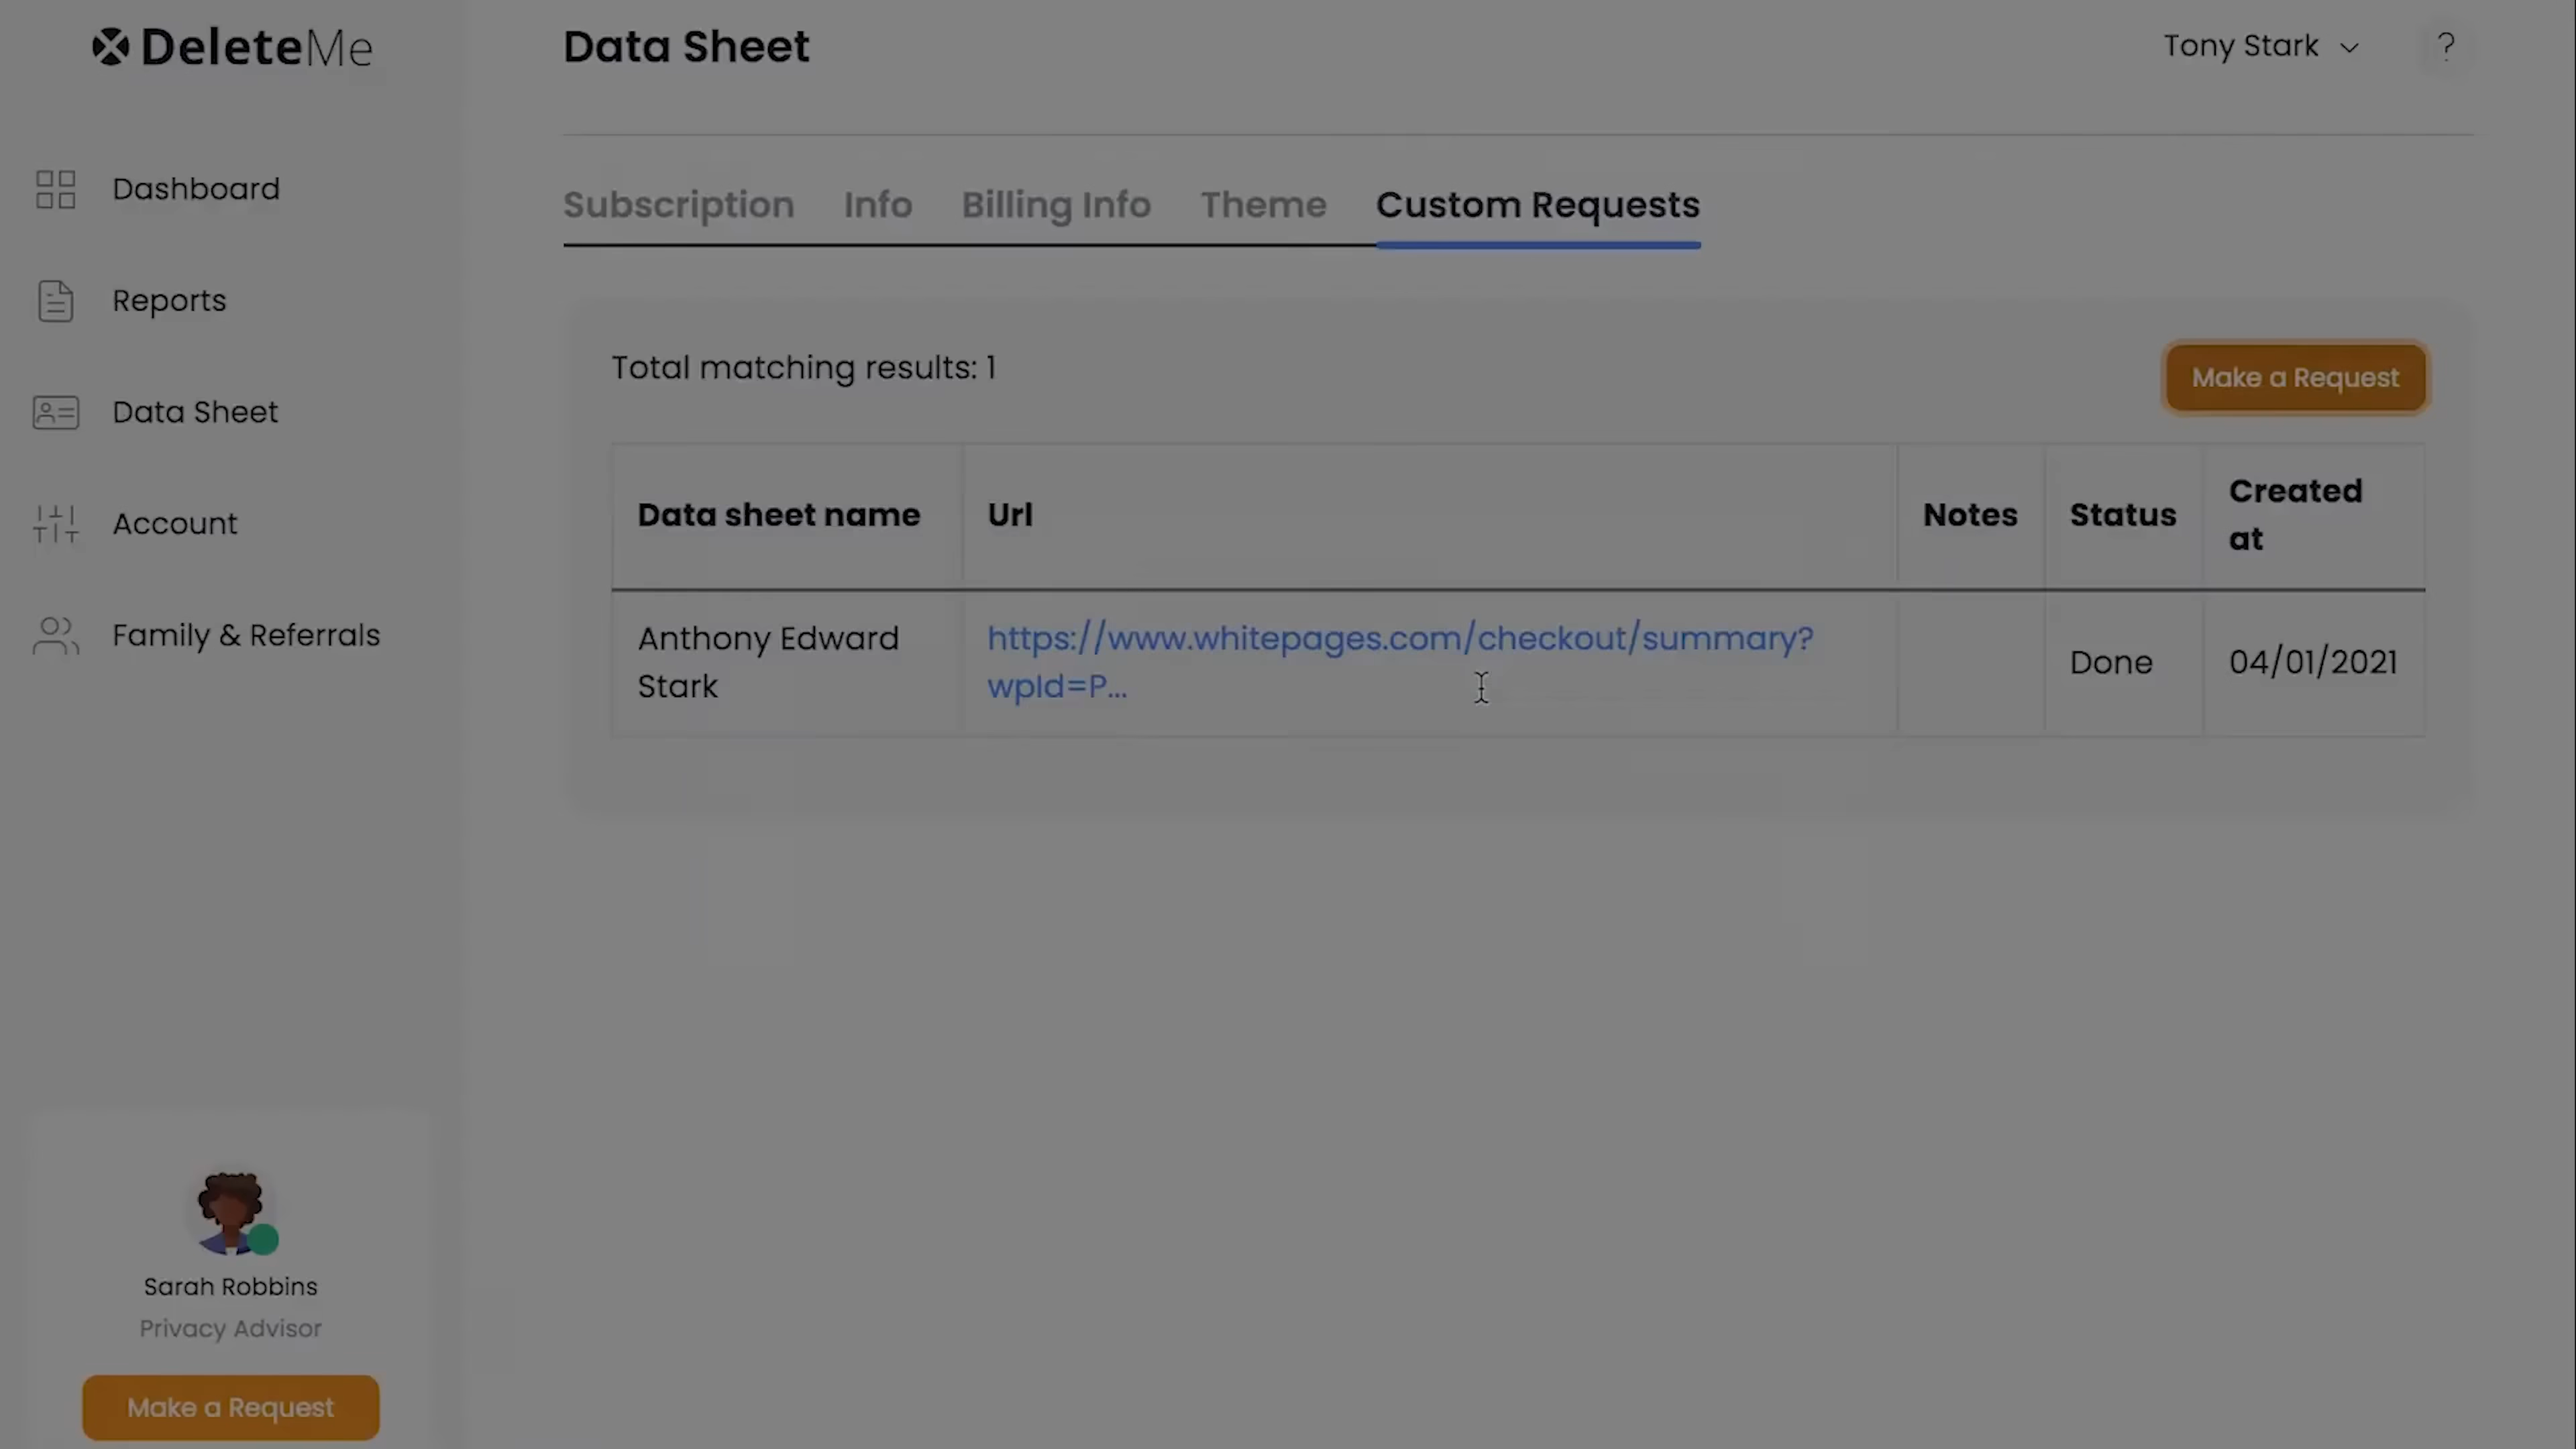 DeleteMe
Data Sheet
Tony Stark
?
Dashboard
Reports
Data Sheet
Account
Family & Referrals
Subscription Info Billing Info Theme Custom Requests
Total matching results: 1
Make a Request
Data sheet name Url Notes Status Created
at
Anthony Edward https://www.whitepages.com/checkout/summary?
Stark wpId=P... Done 04/01/2021
Sarah Robbins
Privacy Advisor
Make a Request